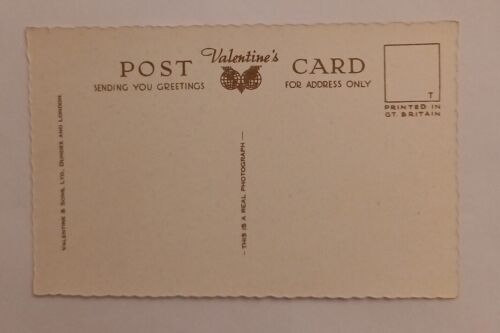 Valentine's
POST CARD
SENDING YOU GREETINGS
FOR ADDRESS ONLY
T
PRINTED IN
GT. BRITAIN
VALENTINE & SONS, LTD., DUNDEE AND LONDON
— THIS IS A REAL PHOTOGRAPH —